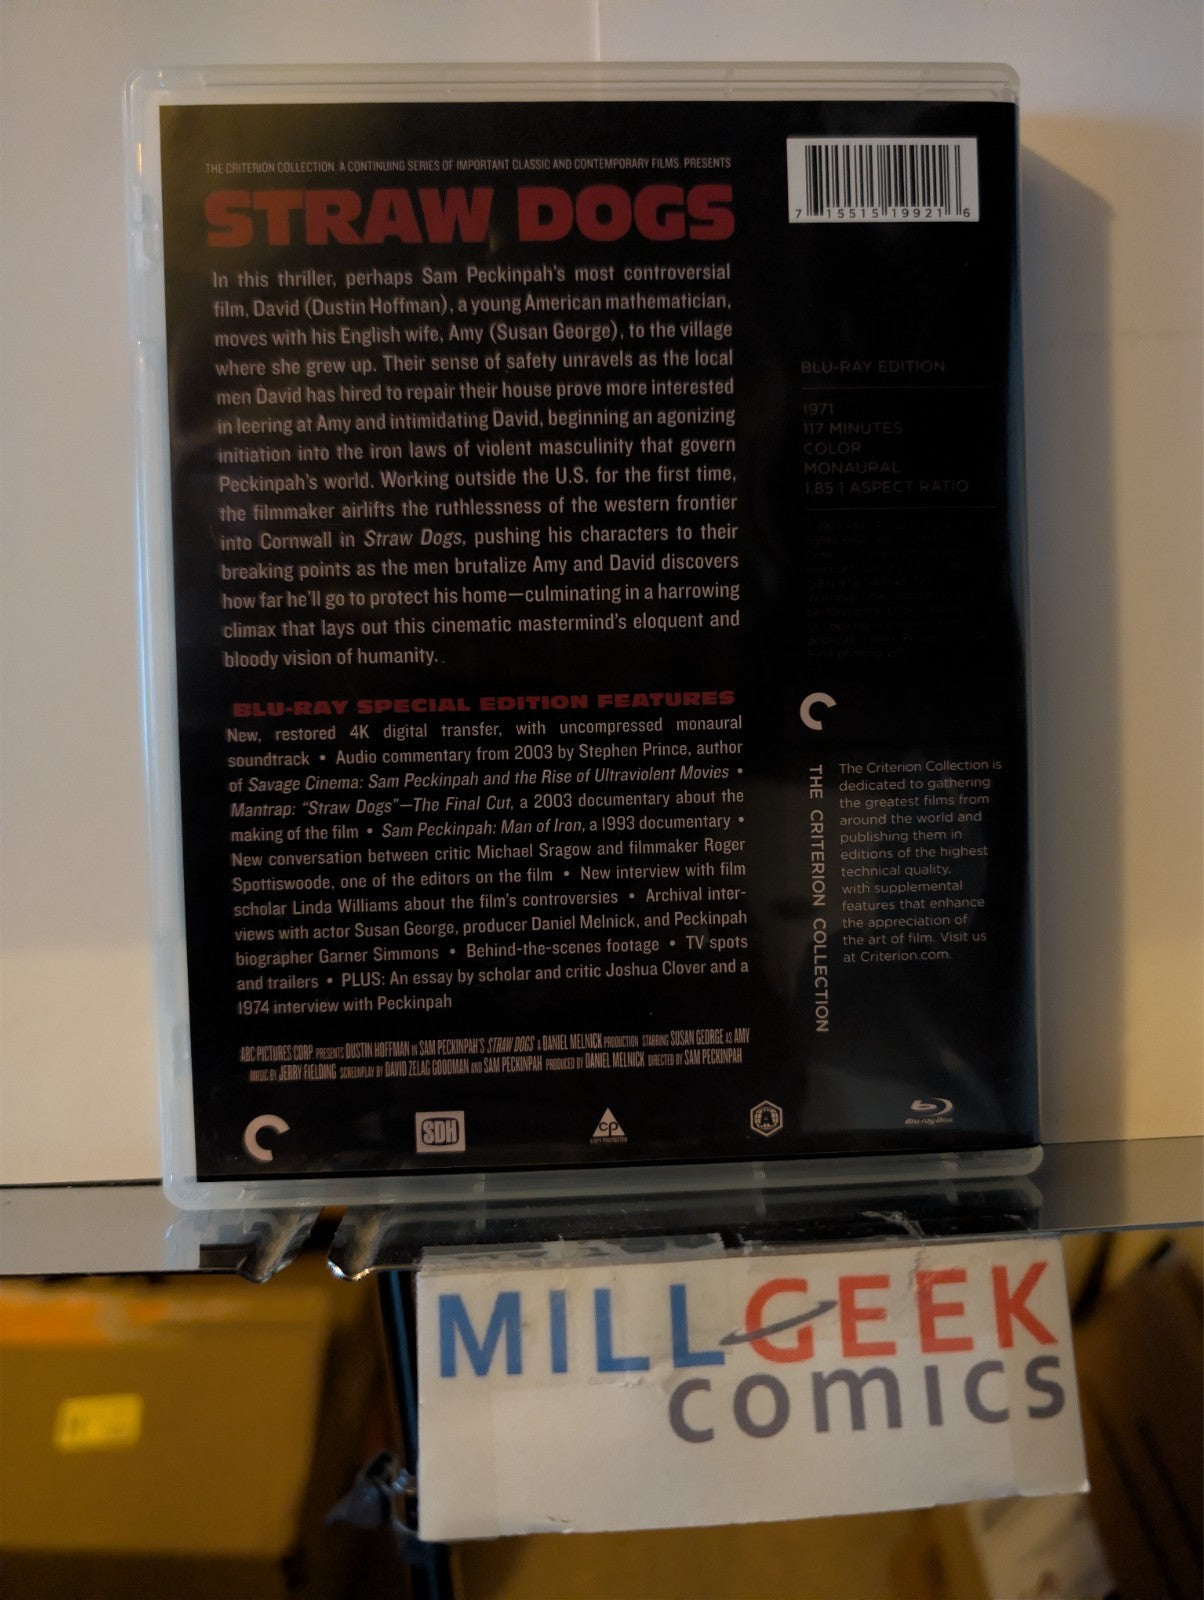 THE CRITERION COLLECTION, A CONTINUING SERIES OF IMPORTANT CLASSIC AND CONTEMPORARY FILMS, PRESENTS
STRAW DOGS
In this thriller, perhaps Sam Peckinpah's most controversial
film, David (Dustin Hoffman), a young American mathematician,
moves with his English wife, Amy (Susan George), to the village
where she grew up. Their sense of safety unravels as the local
men David has hired to repair their house prove more interested
in leering at Amy and intimidating David, beginning an agonizing
initiation into the iron laws of violent masculinity that govern
Peckinpah's world. Working outside the U.S. for the first time,
the filmmaker airlifts the ruthlessness of the western frontier
into Cornwall in Straw Dogs, pushing his characters to their
breaking points as the men brutalize Amy and David discovers
how far he'll go to protect his home—culminating in a harrowing
climax that lays out this cinematic mastermind's eloquent and
bloody vision of humanity. .
BLU-RAY SPECIAL EDITION FEATURES
New, restored 4K digital transfer, with uncompressed monaural
soundtrack • Audio commentary from 2003 by Stephen Prince, author
of Savage Cinema: Sam Peckinpah and the Rise of Ultraviolent Movies •
Mantrap: "Straw Dogs"—The Final Cut, a 2003 documentary about the
making of the film • Sam Peckinpah: Man of Iron, a 1993 documentary •
New conversation between critic Michael Sragow and filmmaker Roger
Spottiswoode, one of the editors on the film • New interview with film
scholar Linda Williams about the film's controversies • Archival inter-
views with actor Susan George, producer Daniel Melnick, and Peckinpah
biographer Garner Simmons • Behind-the-scenes footage • TV spots
and trailers • PLUS: An essay by scholar and critic Joshua Clover and a
1974 interview with Peckinpah
ABC PICTURES CORP. PRESENTS DUSTIN HOFFMAN IN SAM PECKINPAH'S STRAW DOGS A DANIEL MELNICK PRODUCTION STARRING SUSAN GEORGE AS AMY
MUSIC BY JERRY FIELDING SCREENPLAY BY DAVID ZELAG GOODMAN AND SAM PECKINPAH PRODUCED BY DANIEL MELNICK DIRECTED BY SAM PECKINPAH
SDH
CP
COPY PROTECTED
A
Blu-ray Disc
7 15515 19921 6
BLU-RAY EDITION
1971
117 MINUTES
COLOR
MONAURAL
1.85:1 ASPECT RATIO
THE CRITERION COLLECTION
The Criterion Collection is
dedicated to gathering
the greatest films from
around the world and
publishing them in
editions of the highest
technical quality,
with supplemental
features that enhance
the appreciation of
the art of film. Visit us
at Criterion.com.
MILLGEEK
comics